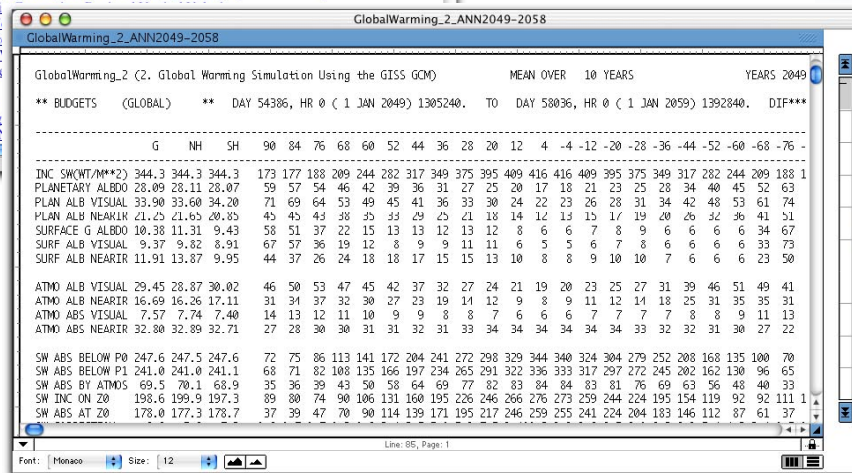 GlobalWarming_2_ANN2049-2058
GlobalWarming_2_ANN2049-2058
GlobalWarming_2 (2. Global Warming Simulation Using the GISS GCM) MEAN OVER 10 YEARS YEARS 2049
** BUDGETS (GLOBAL) ** DAY 54386, HR 0 ( 1 JAN 2049) 1305240. TO DAY 58036, HR 0 ( 1 JAN 2059) 1392840. DIF***
G NH SH 90 84 76 68 60 52 44 36 28 20 12 4 -4 -12 -20 -28 -36 -44 -52 -60 -68 -76 -
INC SW(WT/M**2) 344.3 344.3 344.3 173 177 188 209 244 282 317 349 375 395 409 416 416 409 395 375 349 317 282 244 209 188 1
PLANETARY ALBDO 28.09 28.11 28.07 59 57 54 46 42 39 36 31 27 25 20 17 18 21 23 25 28 34 40 45 52 63
PLAN ALB VISUAL 33.90 33.60 34.20 71 69 64 53 49 45 41 36 33 30 24 22 23 26 28 31 34 42 48 53 61 74
PLAN ALB NEARIR 21.25 21.65 20.85 45 45 43 38 35 33 29 25 21 18 14 12 13 15 17 19 20 26 32 36 41 51
SURFACE G ALBDO 10.38 11.31 9.43 58 51 37 22 15 13 13 12 13 12 8 6 6 7 8 9 6 6 6 6 34 67
SURF ALB VISUAL 9.37 9.82 8.91 67 57 36 19 12 8 9 9 11 11 6 5 5 6 7 8 6 6 6 6 33 73
SURF ALB NEARIR 11.91 13.87 9.95 44 37 26 24 18 18 17 15 15 13 10 8 8 9 10 10 7 6 6 6 23 50
ATMO ALB VISUAL 29.45 28.87 30.02 46 50 53 47 45 42 37 32 27 24 21 19 20 23 25 27 31 39 46 51 49 41
ATMO ALB NEARIR 16.69 16.26 17.11 31 34 37 32 30 27 23 19 14 12 9 8 9 11 12 14 18 25 31 35 35 31
ATMO ABS VISUAL 7.57 7.74 7.40 14 13 12 11 10 9 9 8 8 7 6 6 6 7 7 7 7 8 8 9 11 13
ATMO ABS NEARIR 32.80 32.89 32.71 27 28 30 30 31 31 32 31 33 34 34 34 34 34 34 33 32 32 31 30 27 22
SW ABS BELOW P0 247.6 247.5 247.6 72 75 86 113 141 172 204 241 272 298 329 344 340 324 304 279 252 208 168 135 100 70
SW ABS BELOW P1 241.0 241.0 241.1 68 71 82 108 135 166 197 234 265 291 322 336 333 317 297 272 245 202 162 130 96 65
SW ABS BY ATMOS 69.5 70.1 68.9 35 36 39 43 50 58 64 69 77 82 83 84 84 83 81 76 69 63 56 48 40 33
SW INC ON Z0 198.6 199.9 197.3 89 80 74 90 106 131 160 195 226 246 266 276 273 259 244 224 195 154 119 92 92 111 1
SW ABS AT Z0 178.0 177.3 178.7 37 39 47 70 90 114 139 171 195 217 246 259 255 241 224 204 183 146 112 87 61 37
Line: 85, Page: 1
Font: Monaco Size: 12